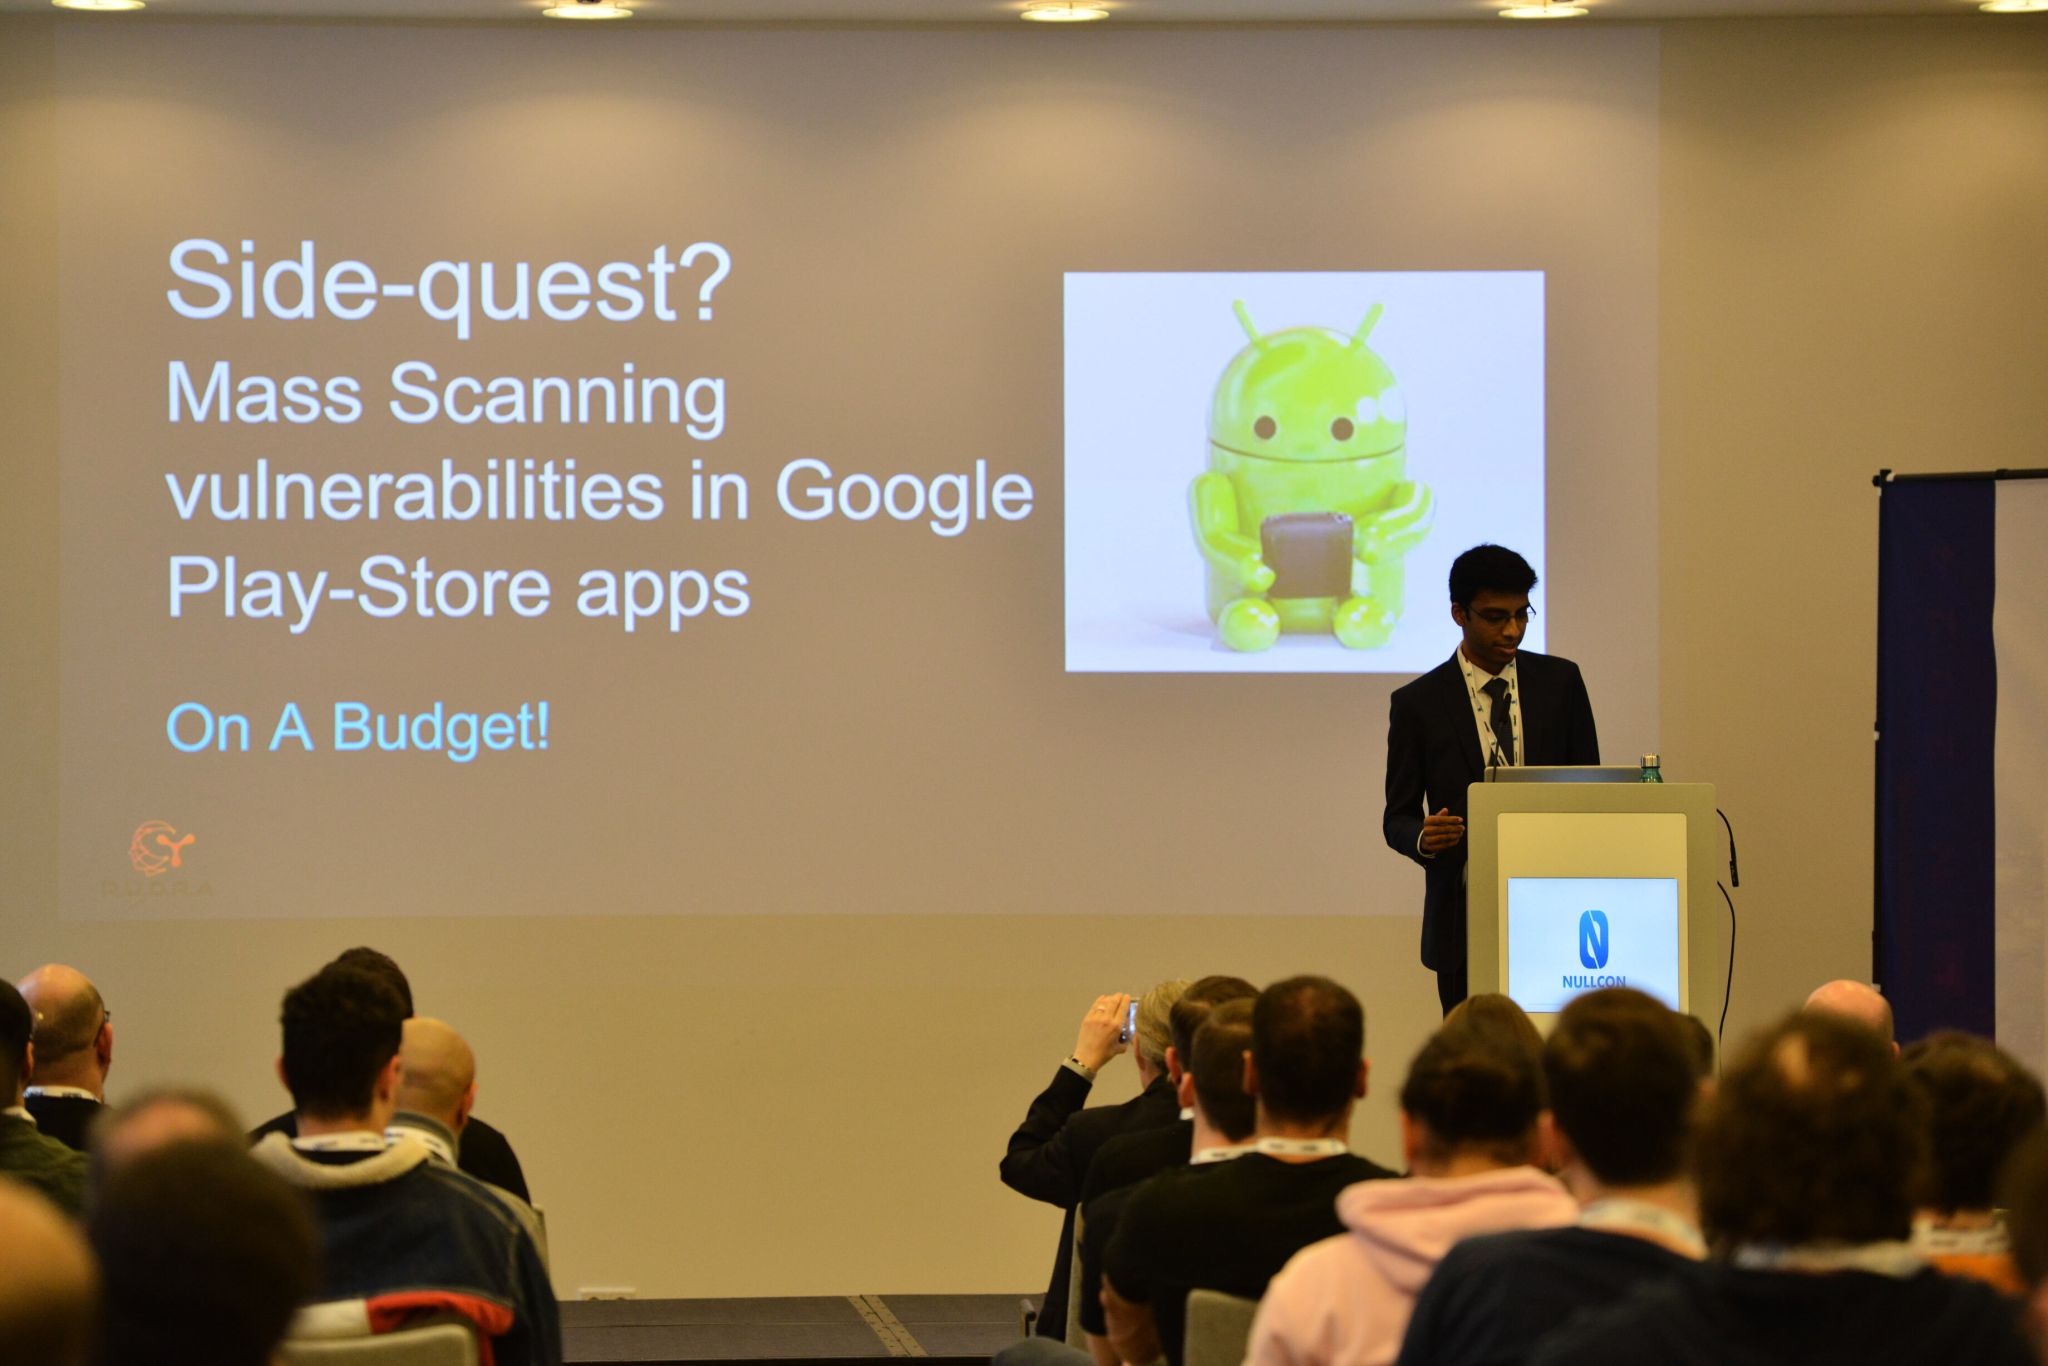 Side-quest?
Mass Scanning
vulnerabilities in Google
Play-Store apps
On A Budget!
R.U.D.R.A
NULLCON